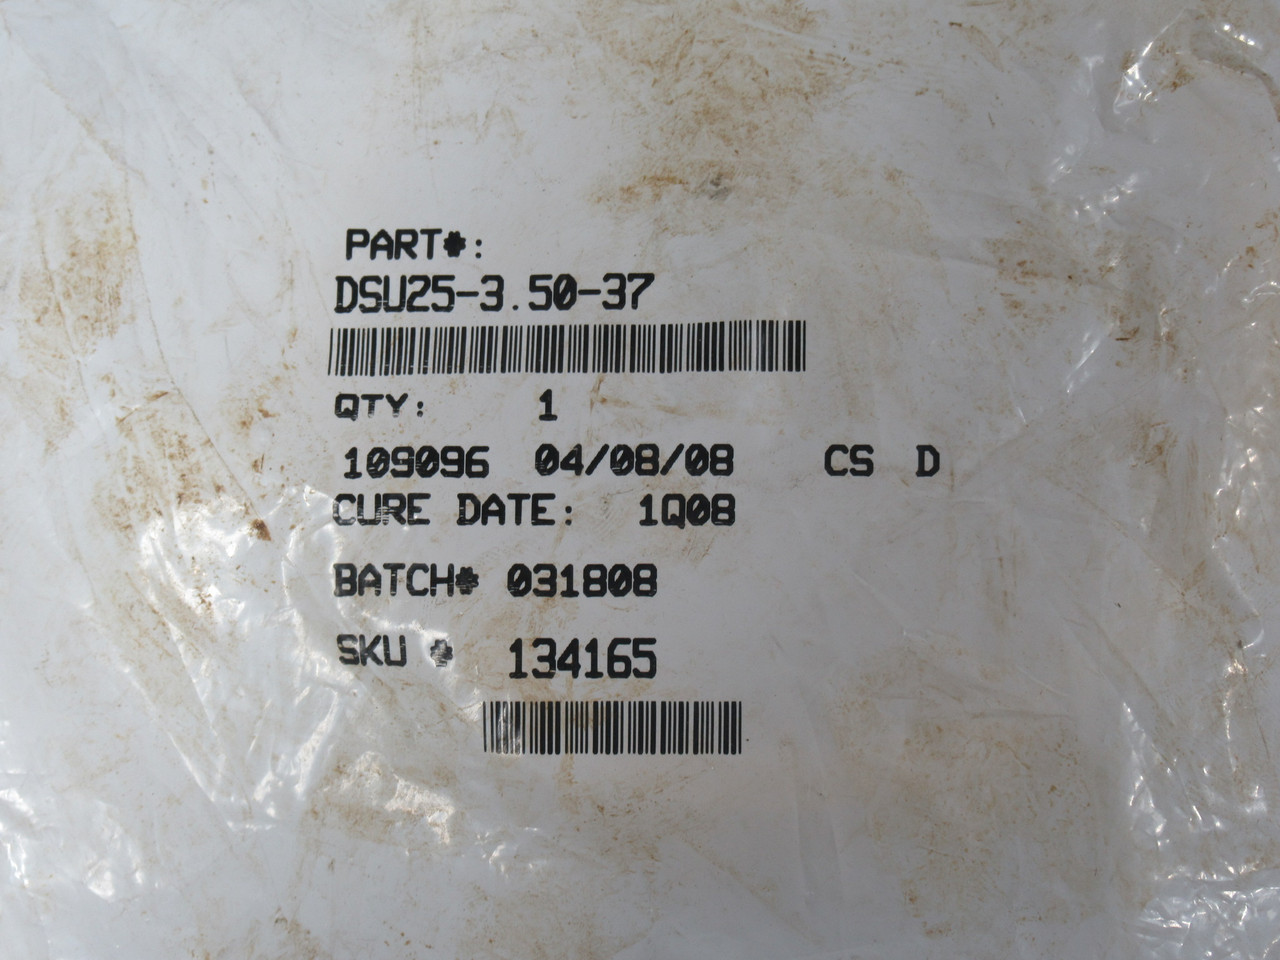 PART#:
DSU25-3.50-37
QTY: 1
109096 04/08/08 CS D
CURE DATE: 1Q08
BATCH# 031808
SKU # 134165